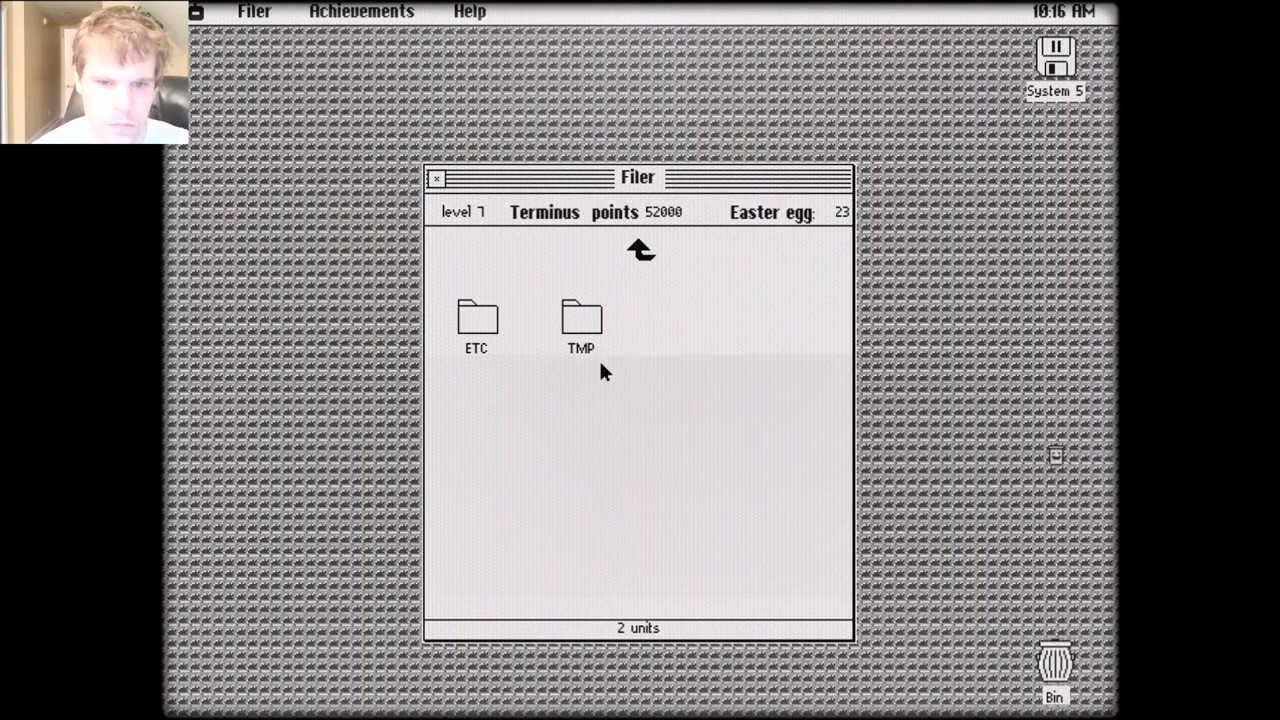 Filer Achievements Help 10:16 AM
System 5
Filer
level 7 Terminus points 52000 Easter egg: 23
ETC TMP
2 units
Bin